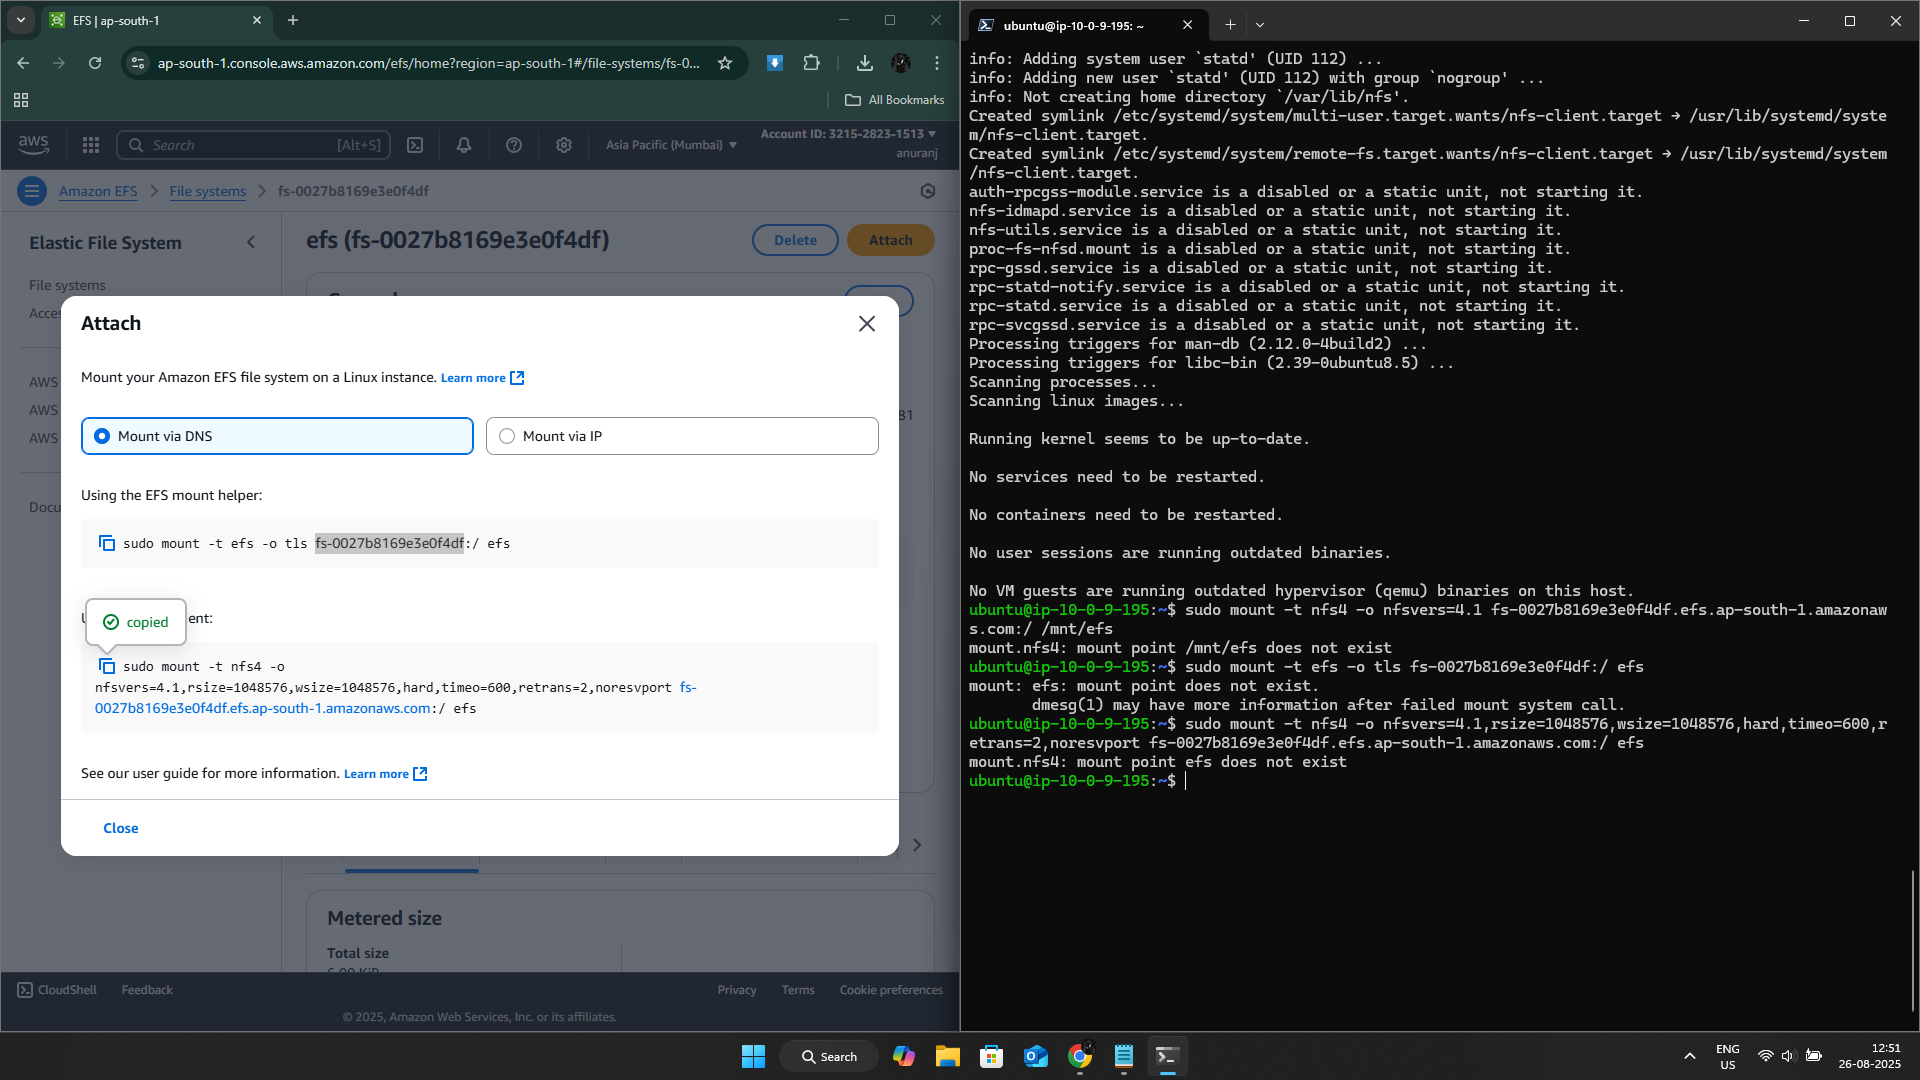 EFS | ap-south-1
ap-south-1.console.aws.amazon.com/efs/home?region=ap-south-1#/file-systems/fs-0...
All Bookmarks
aws
Search
[Alt+S]
Asia Pacific (Mumbai)
Account ID: 3215-2823-1513
anuranj
Amazon EFS
File systems
fs-0027b8169e3e0f4df
Elastic File System
File systems
efs (fs-0027b8169e3e0f4df)
Delete
Attach
Attach
Mount your Amazon EFS file system on a Linux instance. Learn more
Mount via DNS
Mount via IP
Using the EFS mount helper:
sudo mount -t efs -o tls fs-0027b8169e3e0f4df:/ efs
copied
ent:
sudo mount -t nfs4 -o
nfsvers=4.1,rsize=1048576,wsize=1048576,hard,timeo=600,retrans=2,noresvport fs-
0027b8169e3e0f4df.efs.ap-south-1.amazonaws.com:/ efs
See our user guide for more information. Learn more
Close
AWS
AWS
AWS
81
Metered size
Total size
CloudShell
Feedback
Privacy
Terms
Cookie preferences
© 2025, Amazon Web Services, Inc. or its affiliates.
ubuntu@ip-10-0-9-195: ~
info: Adding system user `statd' (UID 112) ...
info: Adding new user `statd' (UID 112) with group `nogroup' ...
info: Not creating home directory `/var/lib/nfs'.
Created symlink /etc/systemd/system/multi-user.target.wants/nfs-client.target → /usr/lib/systemd/syste
m/nfs-client.target.
Created symlink /etc/systemd/system/remote-fs.target.wants/nfs-client.target → /usr/lib/systemd/system
/nfs-client.target.
auth-rpcgss-module.service is a disabled or a static unit, not starting it.
nfs-idmapd.service is a disabled or a static unit, not starting it.
nfs-utils.service is a disabled or a static unit, not starting it.
proc-fs-nfsd.mount is a disabled or a static unit, not starting it.
rpc-gssd.service is a disabled or a static unit, not starting it.
rpc-statd-notify.service is a disabled or a static unit, not starting it.
rpc-statd.service is a disabled or a static unit, not starting it.
rpc-svcgssd.service is a disabled or a static unit, not starting it.
Processing triggers for man-db (2.12.0-4build2) ...
Processing triggers for libc-bin (2.39-0ubuntu8.5) ...
Scanning processes...
Scanning linux images...
Running kernel seems to be up-to-date.
No services need to be restarted.
No containers need to be restarted.
No user sessions are running outdated binaries.
No VM guests are running outdated hypervisor (qemu) binaries on this host.
ubuntu@ip-10-0-9-195:~$ sudo mount -t nfs4 -o nfsvers=4.1 fs-0027b8169e3e0f4df.efs.ap-south-1.amazonaw
s.com:/ /mnt/efs
mount.nfs4: mount point /mnt/efs does not exist
ubuntu@ip-10-0-9-195:~$ sudo mount -t efs -o tls fs-0027b8169e3e0f4df:/ efs
mount: efs: mount point does not exist.
dmesg(1) may have more information after failed mount system call.
ubuntu@ip-10-0-9-195:~$ sudo mount -t nfs4 -o nfsvers=4.1,rsize=1048576,wsize=1048576,hard,timeo=600,r
etrans=2,noresvport fs-0027b8169e3e0f4df.efs.ap-south-1.amazonaws.com:/ efs
mount.nfs4: mount point efs does not exist
ubuntu@ip-10-0-9-195:~$
Search
ENG
US
12:51
26-08-2025